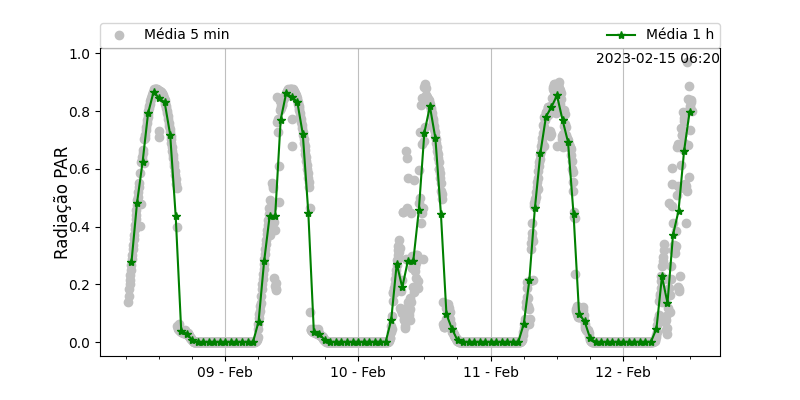 Média 5 min
Média 1 h
2023-02-15 06:20
1.0
0.8
0.6
0.4
0.2
0.0
Radiação PAR
09 - Feb
10 - Feb
11 - Feb
12 - Feb